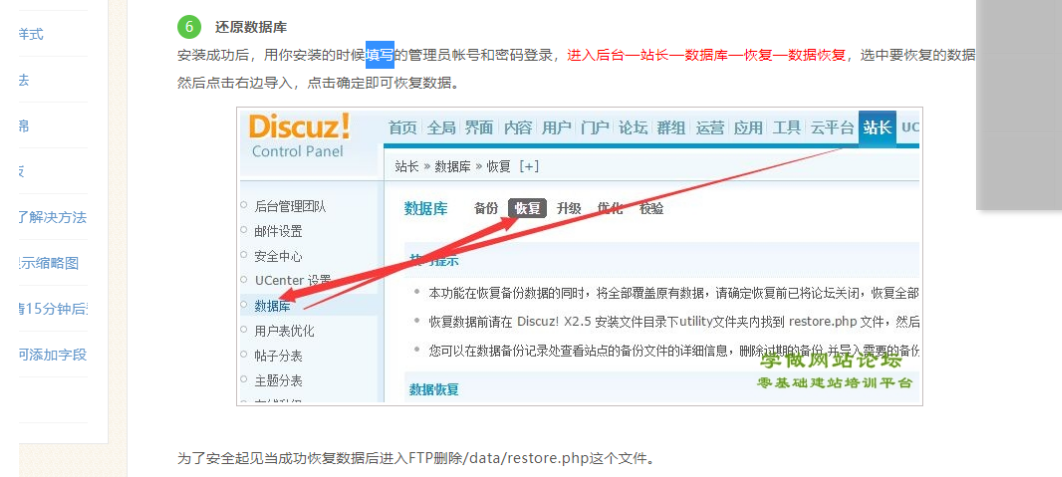 样式
法
了解决方法
示缩略图
15分钟后
可添加字段
6 还原数据库
安装成功后，用你安装的时候填写的管理员帐号和密码登录，进入后台—站长—数据库—恢复—数据恢复，选中要恢复的数据
然后点击右边导入，点击确定即可恢复数据。
Discuz!
Control Panel
首页 全局 界面 内容 用户 门户 论坛 群组 运营 应用 工具 云平台 站长 UC
站长 » 数据库 » 恢复 [+]
后台管理团队
邮件设置
安全中心
UCenter 设置
数据库
用户表优化
帖子分表
主题分表
数据库 备份 恢复 升级 优化 校验
技巧提示
本功能在恢复备份数据的同时，将全部覆盖原有数据，请确定恢复前已将论坛关闭，恢复全部
恢复数据前请在 Discuz! X2.5 安装文件目录下utility文件夹内找到 restore.php 文件，然后
您可以在数据备份记录处查看站点的备份文件的详细信息，删除过期的备份,并导入需要的备份
学做网站论坛
零基础建站培训平台
数据恢复
为了安全起见当成功恢复数据后进入FTP删除/data/restore.php这个文件。